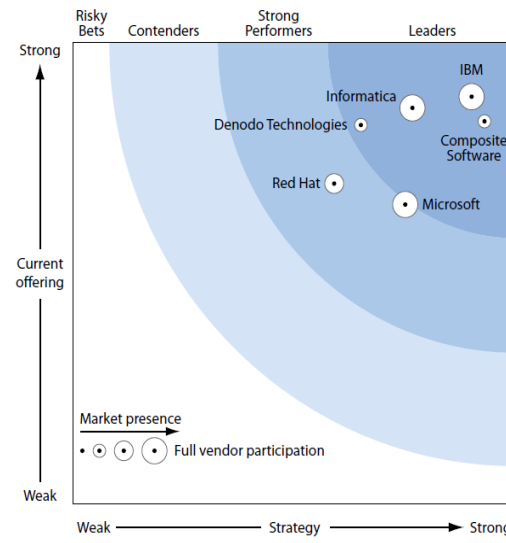 Risky
Bets
Contenders
Strong
Performers
Leaders
Strong
IBM
Informatica
Denodo Technologies
Composite
Software
Red Hat
Microsoft
Current
offering
Market presence
Full vendor participation
Weak
Weak
Strategy
Strong